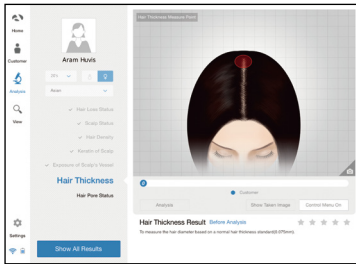 Home
Customer
Analysis
View
Settings
Aram Huvis
20's
Asian
Hair Loss Status
Scalp Status
Hair Density
Keratin of Scalp
Exposure of Scalp's Vessel
Hair Thickness
Hair Pore Status
Show All Results
Hair Thickness Measure Point
Customer
Analysis
Show Taken Image
Control Menu On
Hair Thickness Result Before Analysis
To measure the hair diameter based on a normal hair thickness standard(0.075mm).